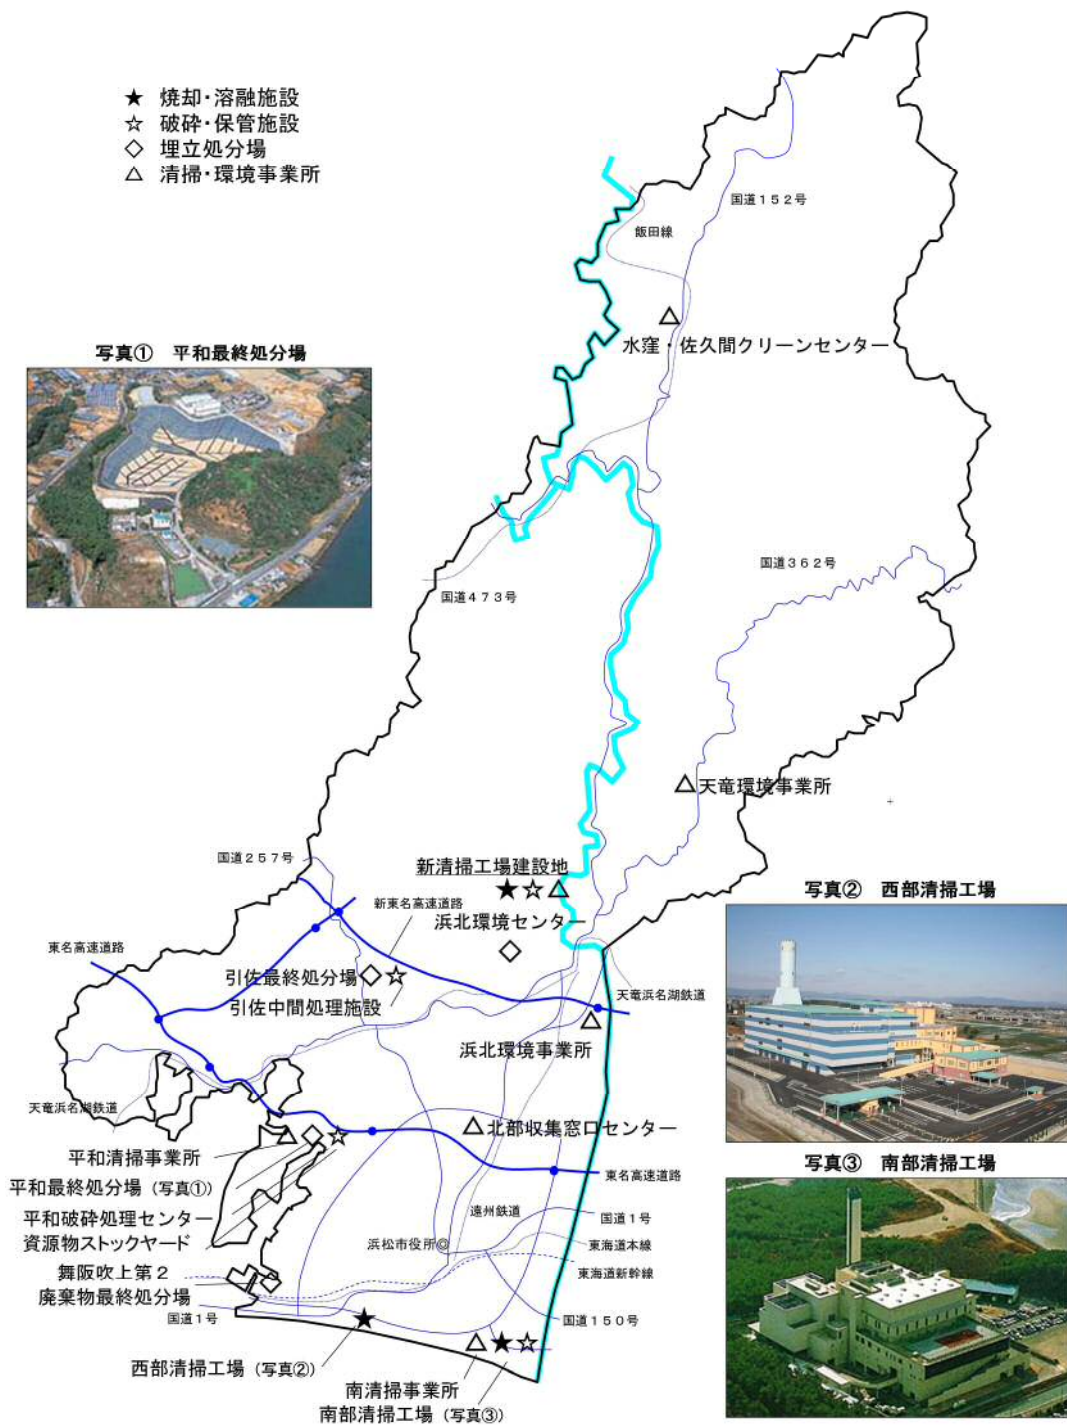 ★ 焼却・溶融施設
☆ 破砕・保管施設
◇ 埋立処分場
△ 清掃・環境事業所
国道１５２号
飯田線
水窪・佐久間クリーンセンター
写真① 平和最終処分場
国道３６２号
国道４７３号
天竜環境事業所
国道２５７号
新清掃工場建設地
新東名高速道路
浜北環境センター
東名高速道路
引佐最終処分場
引佐中間処理施設
天竜浜名湖鉄道
浜北環境事業所
写真② 西部清掃工場
天竜浜名湖鉄道
北部収集窓口センター
平和清掃事業所
東名高速道路
写真③ 南部清掃工場
平和最終処分場（写真①）
平和破砕処理センター
資源物ストックヤード
遠州鉄道
国道１号
浜松市役所◎
東海道本線
舞阪吹上第２
廃棄物最終処分場
東海道新幹線
国道１号
国道１５０号
西部清掃工場（写真②）
南清掃事業所
南部清掃工場（写真③）